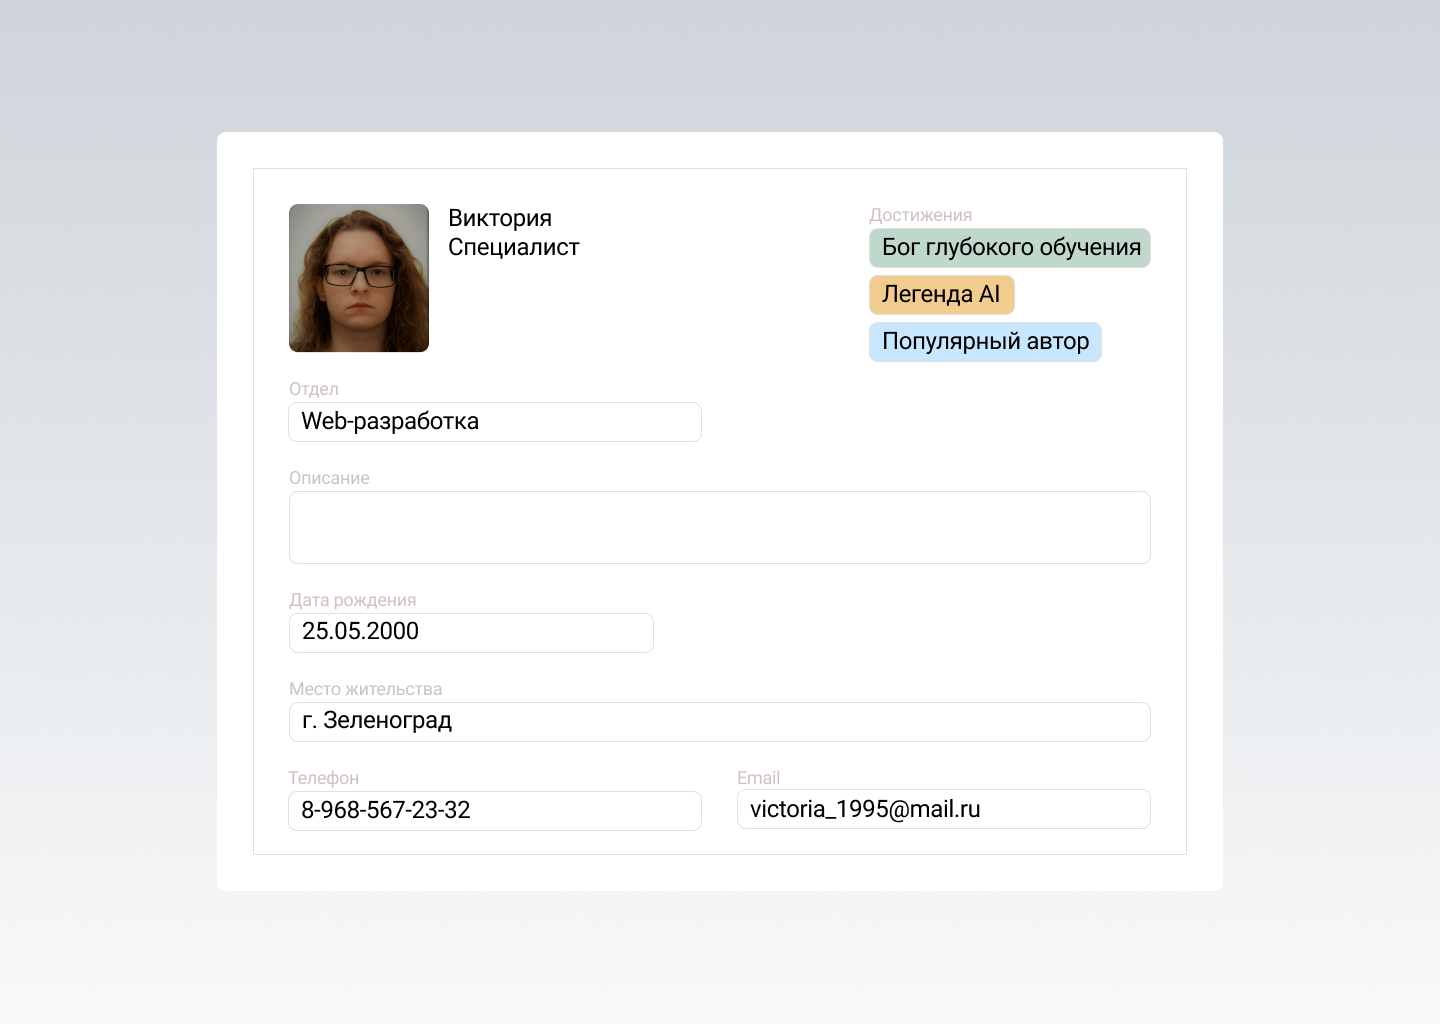 Виктория
Специалист
Достижения
Бог глубокого обучения
Легенда AI
Популярный автор
Отдел
Web-разработка
Описание
Дата рождения
25.05.2000
Место жительства
г. Зеленоград
Телефон
8-968-567-23-32
Email
victoria_1995@mail.ru